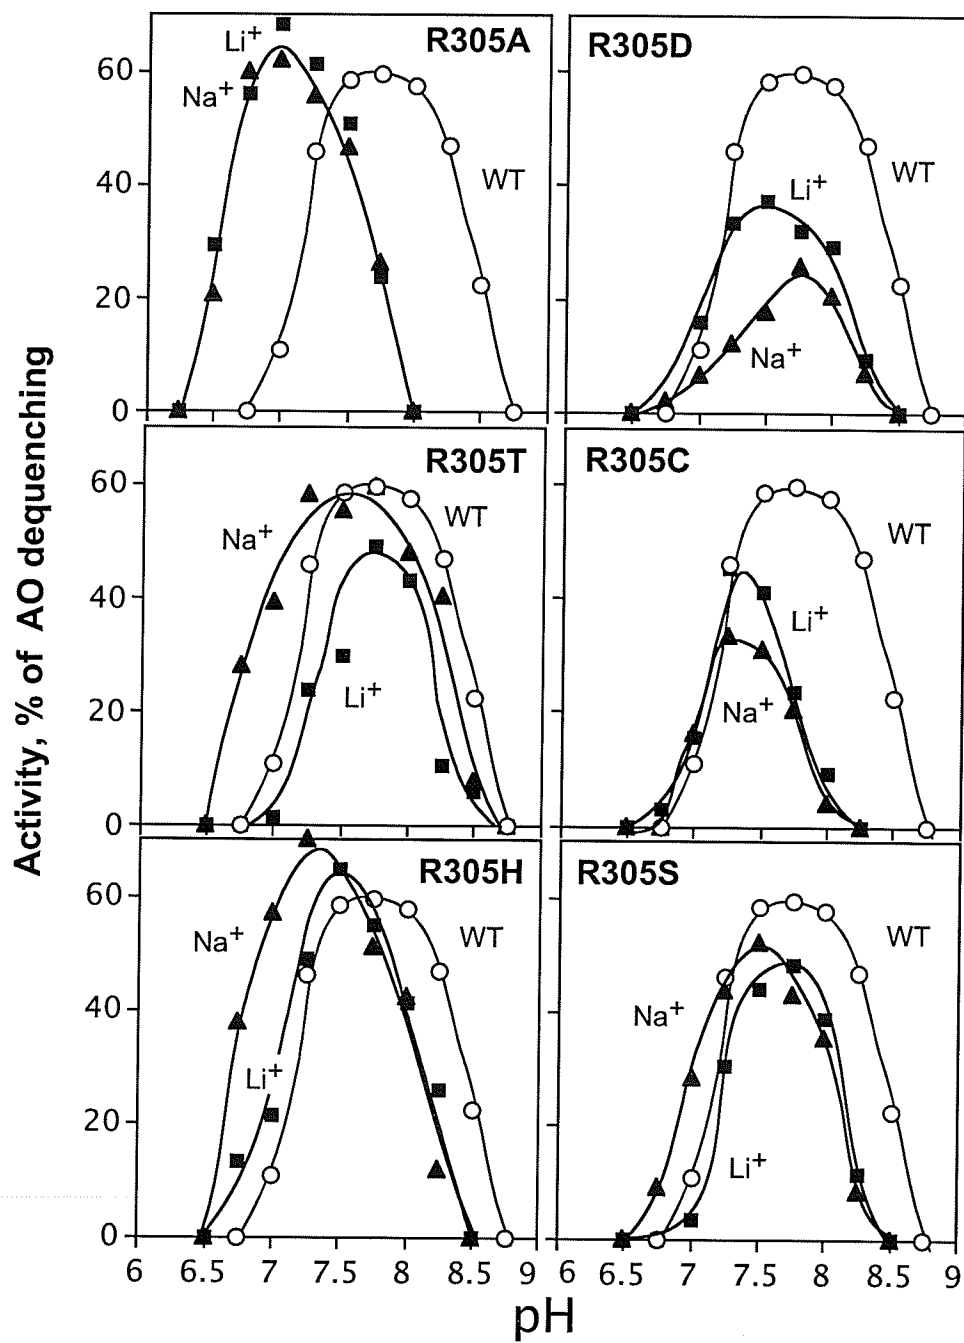 Activity, % of AO dequenching
R305A
Li+
Na+
WT
60
40
20
0
R305D
Li+
WT
Na+
R305T
Na+
WT
Li+
60
40
20
0
R305C
WT
Li+
Na+
R305H
Na+
WT
Li+
60
40
20
0
R305S
WT
Na+
Li+
6 6.5 7 7.5 8 8.5 9
6 6.5 7 7.5 8 8.5 9
pH